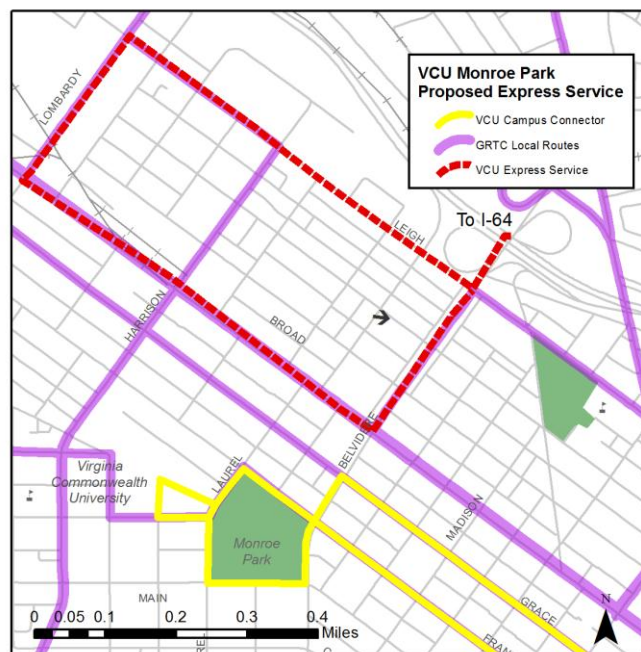 VCU Monroe Park
Proposed Express Service
VCU Campus Connector
GRTC Local Routes
VCU Express Service
LOMBARDY
LEIGH
To I-64
HARRISON
BROAD
BELVIDERE
LAUREL
Virginia
Commonwealth
University
MADISON
Monroe
Park
MAIN
GRACE
FRAN
REL
C
N
0 0.05 0.1 0.2 0.3 0.4
Miles